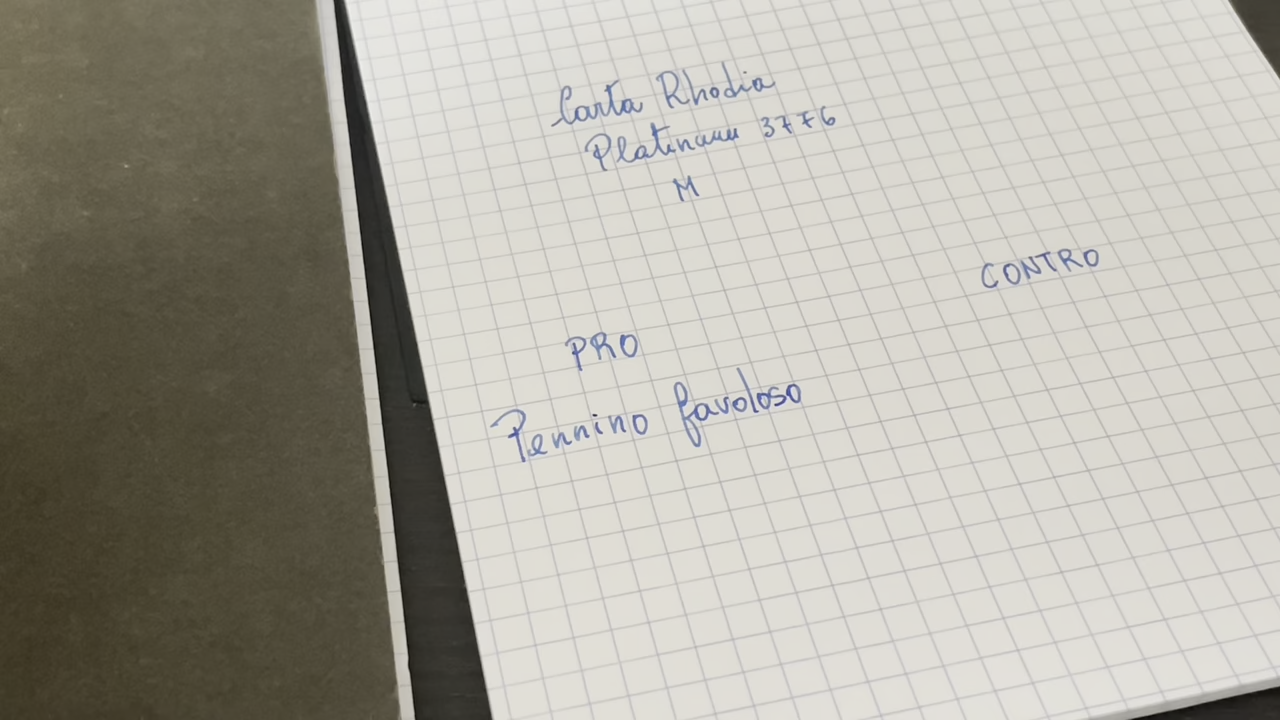 Carta Rhodia
Platinum 3776
M
CONTRO
PRO
Pennino favoloso